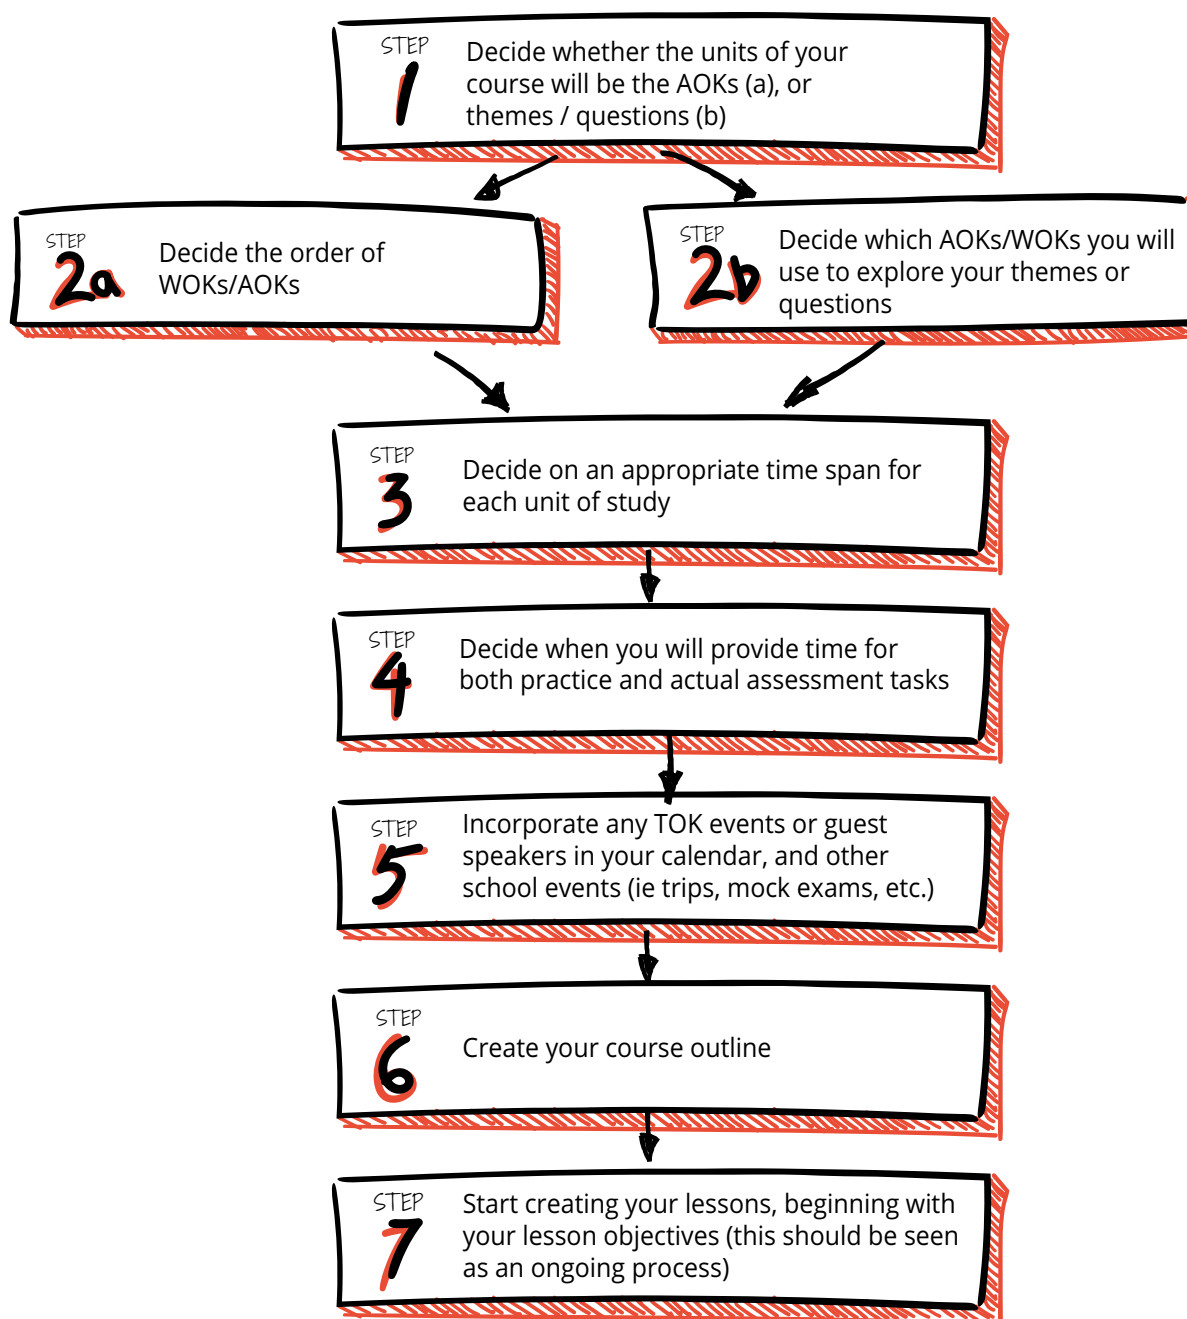 STEP
1
Decide whether the units of your
course will be the AOKs (a), or
themes / questions (b)
STEP
2a
Decide the order of
WOKs/AOKs
STEP
2b
Decide which AOKs/WOKs you will
use to explore your themes or
questions
STEP
3
Decide on an appropriate time span for
each unit of study
STEP
4
Decide when you will provide time for
both practice and actual assessment tasks
STEP
5
Incorporate any TOK events or guest
speakers in your calendar, and other
school events (ie trips, mock exams, etc.)
STEP
6
Create your course outline
STEP
7
Start creating your lessons, beginning with
your lesson objectives (this should be seen
as an ongoing process)